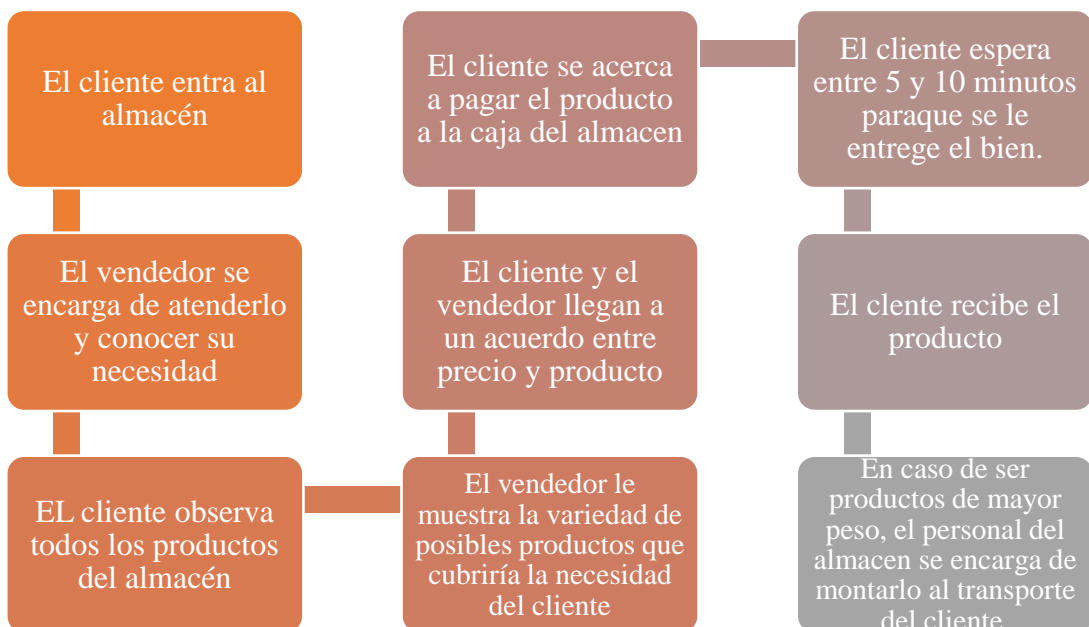 El cliente entra al
almacén
El vendedor se
encarga de atenderlo
y conocer su
necesidad
EL cliente observa
todos los productos
del almacén
El vendedor le
muestra la variedad de
posibles productos que
cubriría la necesidad
del cliente
El cliente y el
vendedor llegan a
un acuerdo entre
precio y producto
El cliente se acerca
a pagar el producto
a la caja del almacen
El cliente espera
entre 5 y 10 minutos
paraque se le
entrege el bien.
El clente recibe el
producto
En caso de ser
productos de mayor
peso, el personal del
almacen se encarga de
montarlo al transporte
del cliente